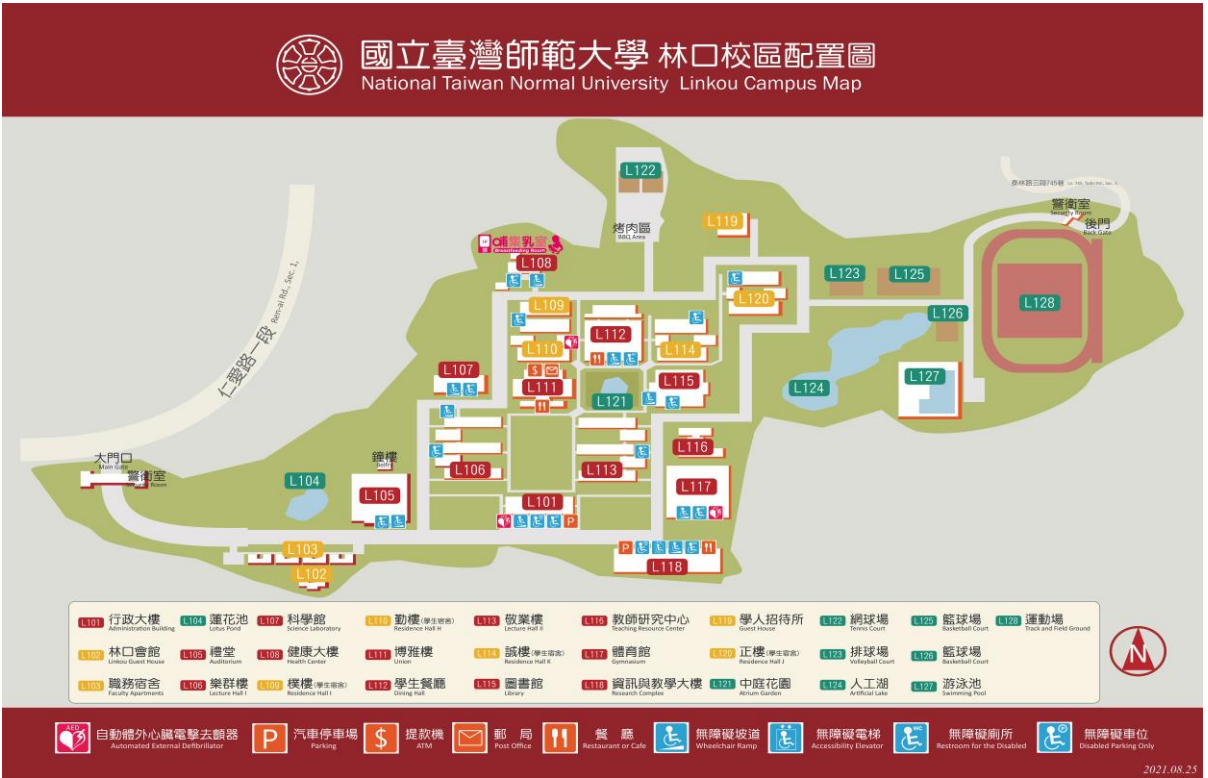 國立臺灣師範大學 林口校區配置圖
National Taiwan Normal University Linkou Campus Map
L122
泰林路三段745巷
警衛室
Security Room
後門
Back Gate
烤肉區
BBQ Area
L119
哺集乳室
Breastfeeding Room
L108
L123
L125
L128
L120
L109
L126
L112
L110
L114
仁愛路一段 Ren-ai Rd., Sec. 1,
L107
L111
L115
L127
L124
L121
L116
大門口
Main Gate
警衛室
Room
鐘樓
L106
L113
L104
L105
L117
L101
L103
L118
L102
L101 行政大樓 Administration Building
L104 蓮花池 Lotus Pond
L107 科學館 Science Laboratory
L110 勤樓(學生宿舍) Residence Hall H
L113 敬業樓 Lecture Hall II
L116 教師研究中心 Teaching Resource Center
L119 學人招待所 Guest House
L122 網球場 Tennis Court
L125 籃球場 Basketball Court
L128 運動場 Track and Field Ground
L102 林口會館 Linkou Guest House
L105 禮堂 Auditorium
L108 健康大樓 Health Center
L111 博雅樓 Union
L114 誠樓(學生宿舍) Residence Hall K
L117 體育館 Gymnasium
L120 正樓(學生宿舍) Residence Hall J
L123 排球場 Volleyball Court
L126 籃球場 Basketball Court
L103 職務宿舍 Faculty Apartments
L106 樂群樓 Lecture Hall I
L109 樸樓(學生宿舍) Residence Hall I
L112 學生餐廳 Dining Hall
L115 圖書館 Library
L118 資訊與教學大樓 Research Complex
L121 中庭花園 Atrium Garden
L124 人工湖 Artificial Lake
L127 游泳池 Swimming Pool
N
AED 自動體外心臟電擊去顫器 Automated External Defibrillator
P 汽車停車場 Parking
$ 提款機 ATM
郵 局 Post Office
餐 廳 Restaurant or Cafe
無障礙坡道 Wheelchair Ramp
無障礙電梯 Accessibility Elevator
無障礙廁所 Restroom for the Disabled
無障礙車位 Disabled Parking Only
2021.08.25